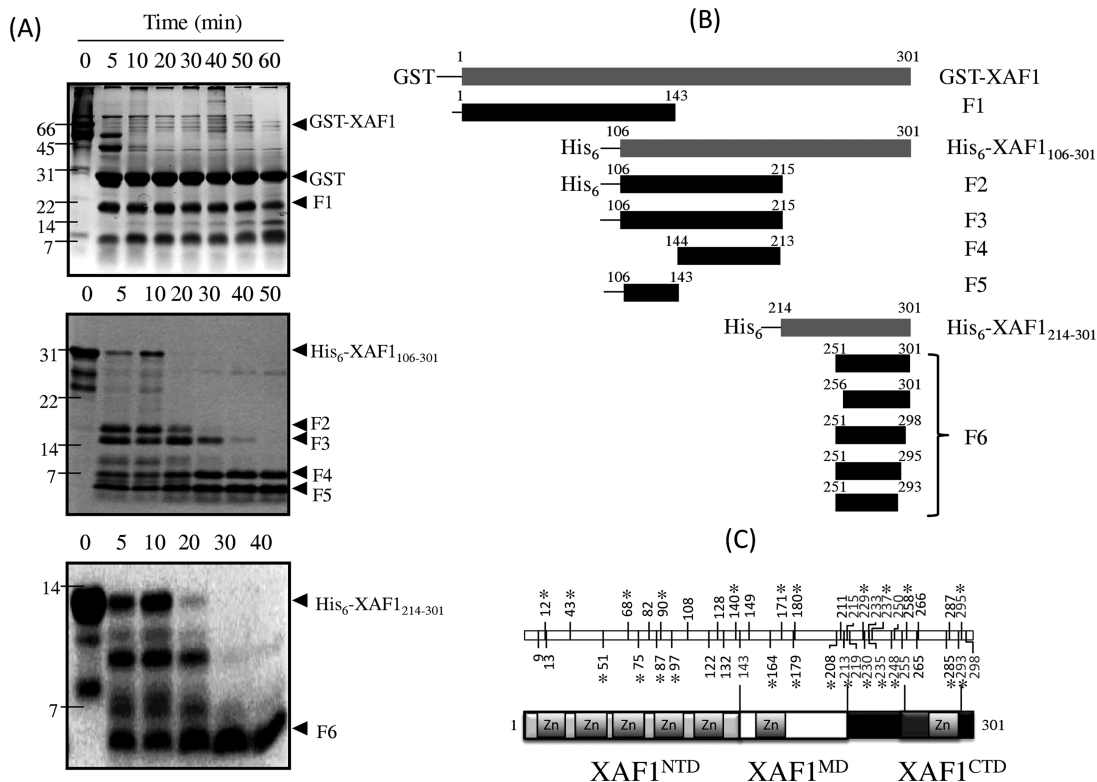 (A)
Time (min)
0 5 10 20 30 40 50 60
66
45
31
22
14
7
GST-XAF1
GST
F1
0 5 10 20 30 40 50
31
22
14
7
His6-XAF1106-301
F2
F3
F4
F5
0 5 10 20 30 40
14
7
His6-XAF1214-301
F6
(B)
1 301
GST GST-XAF1
1 143
F1
106 301
His6 His6-XAF1106-301
106 215
His6 F2
106 215
F3
144 213
F4
106 143
F5
214 301
His6 His6-XAF1214-301
251 301
256 301
251 298
251 295
251 293
F6
(C)
12* 43* 68* 82 90* 108 128 140* 149 171* 180* 211 215 229* 233 237* 250 258* 266 287 295*
9 13 *51 *75 *87 *97 122 132 143 *164 *179 *208 *213 219 *230 *235 *248 255 265 *285 *293 298
1 Zn Zn Zn Zn Zn Zn Zn 301
XAF1NTD XAF1MD XAF1CTD